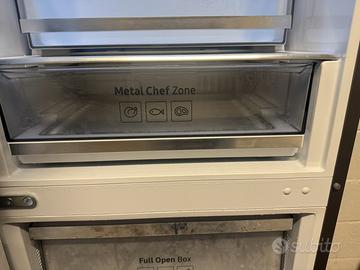 Metal Chef Zone
subito
Full Open Box